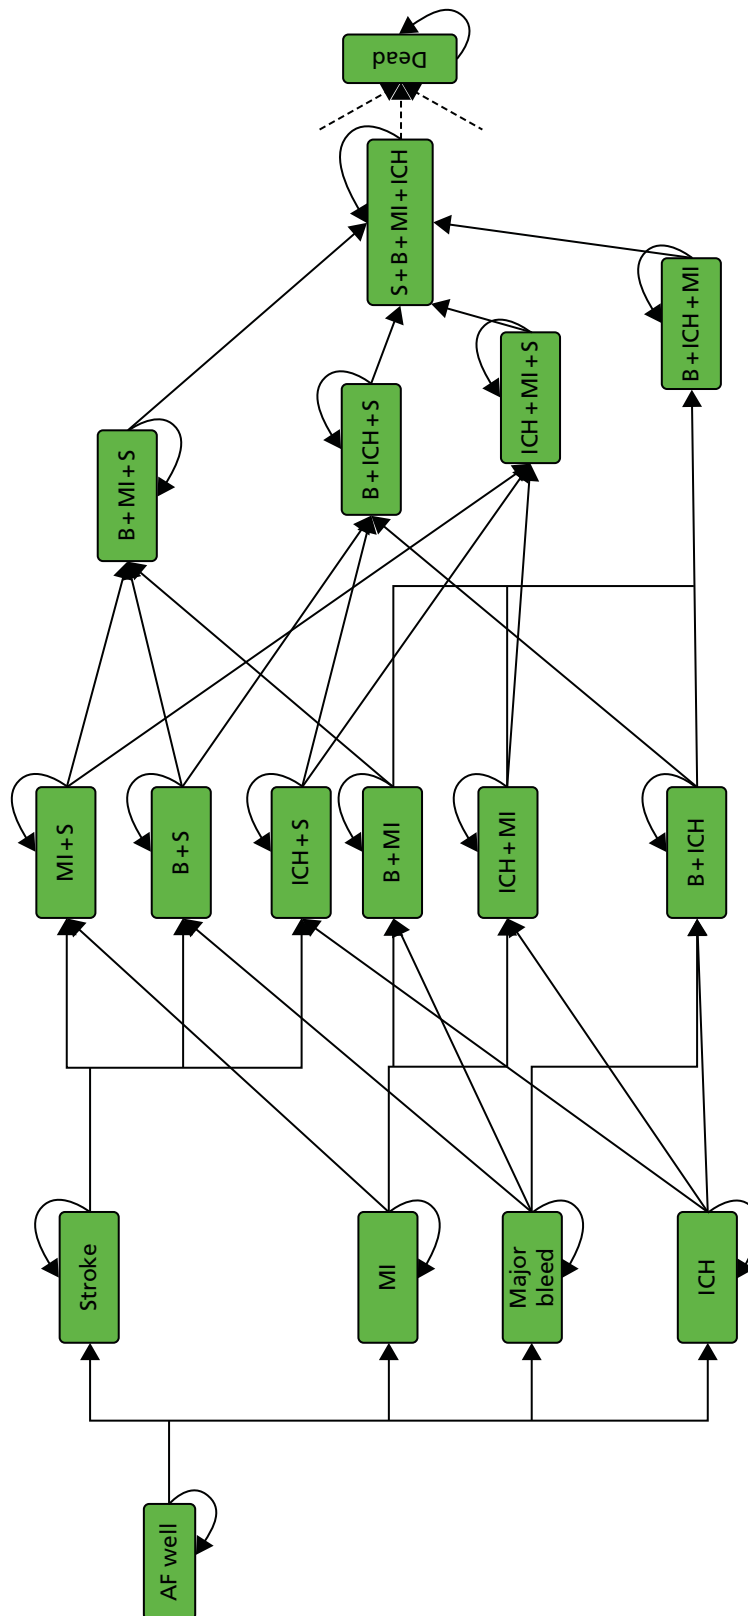 AF well
Stroke
MI
Major
bleed
ICH
MI + S
B + S
ICH + S
B + MI
ICH + MI
B + ICH
B + MI + S
B + ICH + S
ICH + MI + S
B + ICH + MI
S + B + MI + ICH
Dead